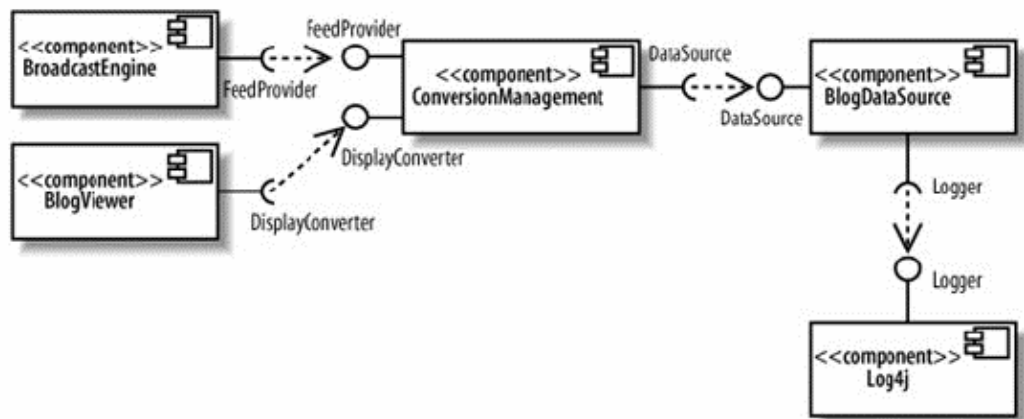 FeedProvider
<<component>>
BroadcastEngine
FeedProvider
<<component>>
ConversionManagement
DataSource
DataSource
<<component>>
BlogDataSource
DisplayConverter
<<component>>
BlogViewer
DisplayConverter
Logger
Logger
<<component>>
Log4j